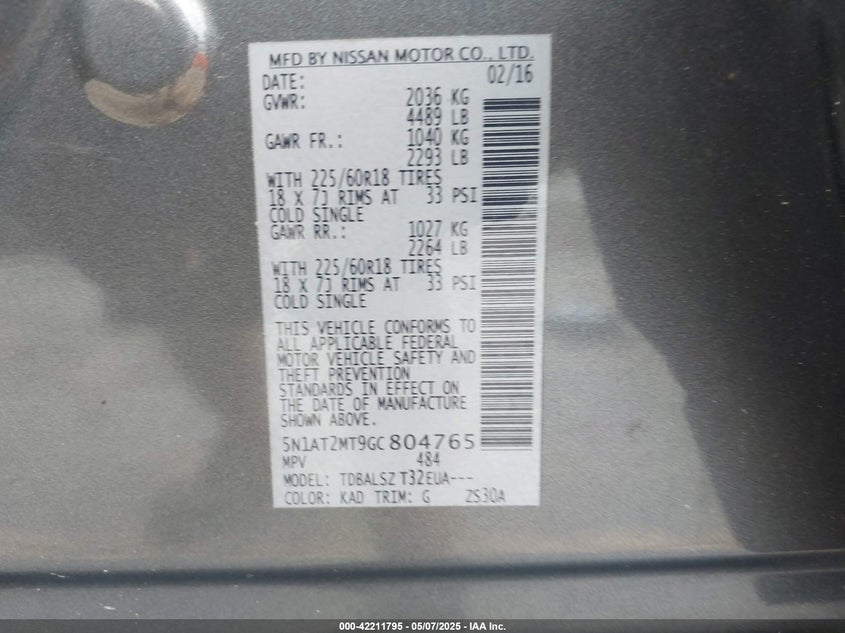 MFD BY NISSAN MOTOR CO., LTD.
DATE: 02/16
GVWR: 2036 KG
4489 LB
GAWR FR.: 1040 KG
2293 LB
WITH 225/60R18 TIRES
18 X 7J RIMS AT 33 PSI
COLD SINGLE
GAWR RR.: 1027 KG
2264 LB
WITH 225/60R18 TIRES
18 X 7J RIMS AT 33 PSI
COLD SINGLE
THIS VEHICLE CONFORMS TO
ALL APPLICABLE FEDERAL
MOTOR VEHICLE SAFETY AND
THEFT PREVENTION
STANDARDS IN EFFECT ON
THE DATE OF MANUFACTURE
SHOWN ABOVE.
5N1AT2MT9GC804765
MPV 484
MODEL: TDBALSZ T32EUA---
COLOR: KAD TRIM: G ZS30A
000-42211795 - 05/07/2025 - IAA Inc.